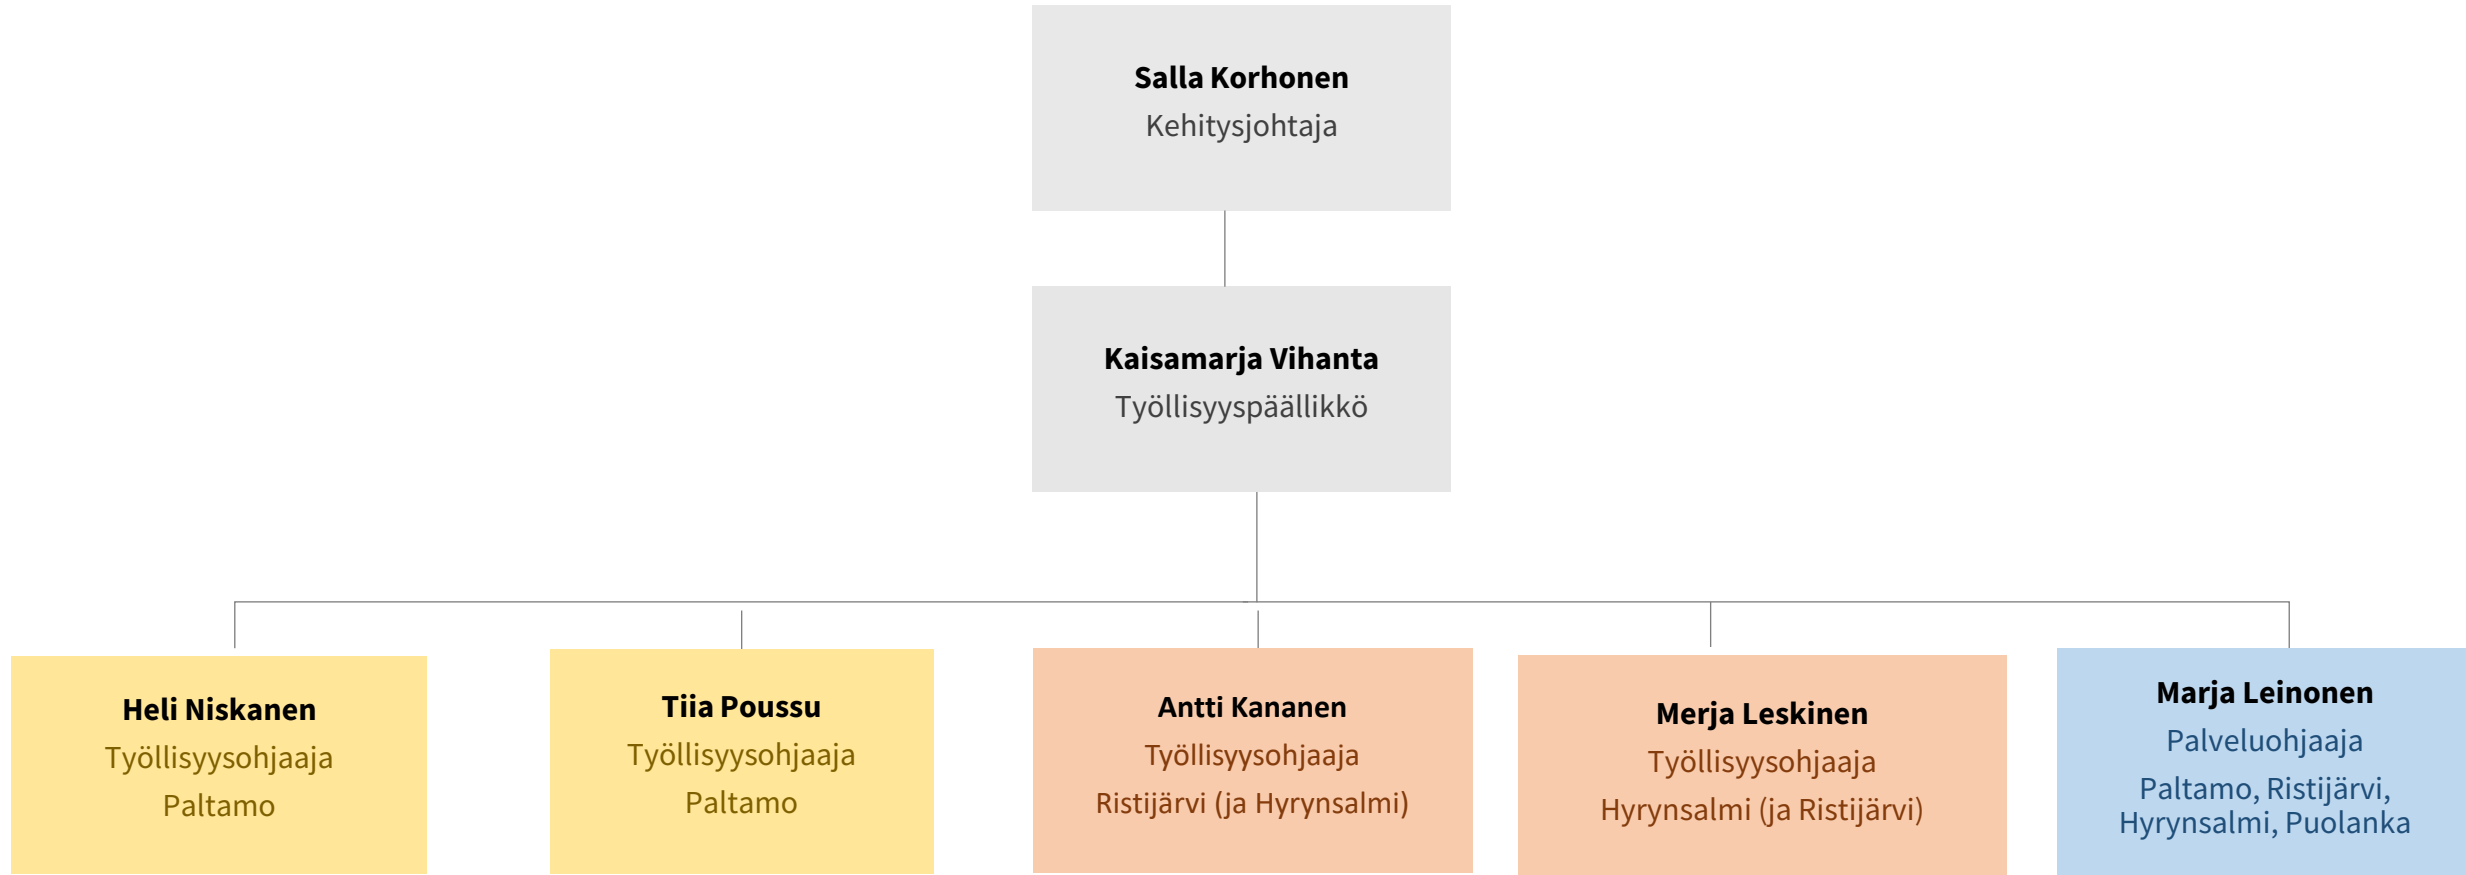 Salla Korhonen
Kehitysjohtaja
Kaisamarja Vihanta
Työllisyyspäällikkö
Heli Niskanen
Työllisyysohjaaja
Paltamo
Tiia Poussu
Työllisyysohjaaja
Paltamo
Antti Kananen
Työllisyysohjaaja
Ristijärvi (ja Hyrynsalmi)
Merja Leskinen
Työllisyysohjaaja
Hyrynsalmi (ja Ristijärvi)
Marja Leinonen
Palveluohjaaja
Paltamo, Ristijärvi,
Hyrynsalmi, Puolanka